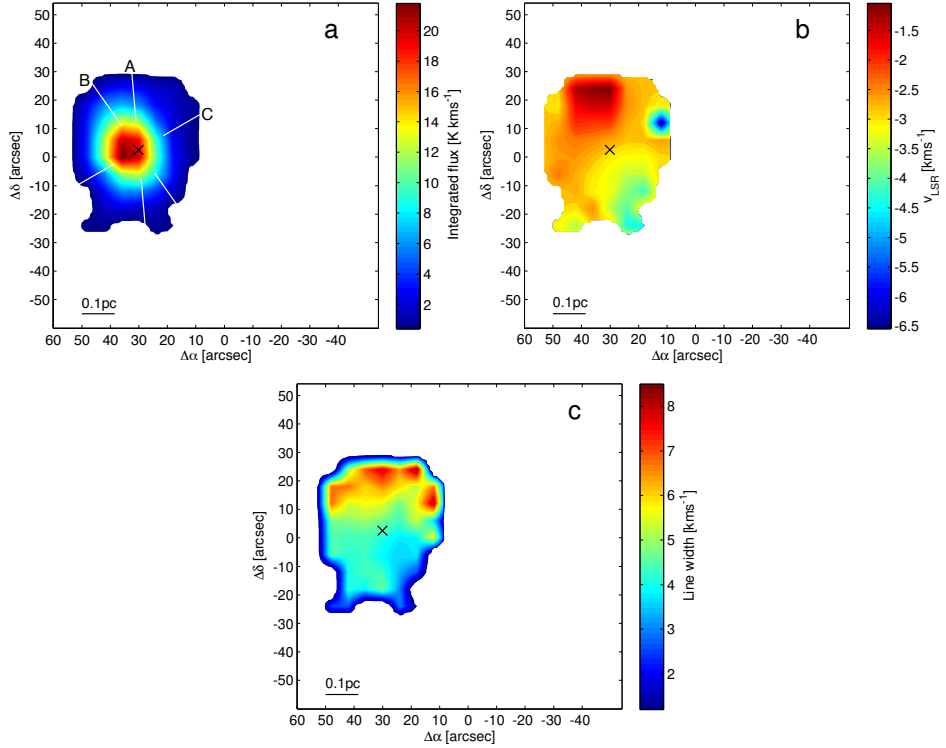 a
A
B
C
50
40
30
20
10
0
-10
-20
-30
-40
-50
Δδ [arcsec]
0.1pc
60 50 40 30 20 10 0 -10 -20 -30 -40
Δα [arcsec]
20
18
16
14
12
10
8
6
4
2
Integrated flux [K kms⁻¹]
b
50
40
30
20
10
0
-10
-20
-30
-40
-50
Δδ [arcsec]
0.1pc
60 50 40 30 20 10 0 -10 -20 -30 -40
Δα [arcsec]
-1.5
-2
-2.5
-3
-3.5
-4
-4.5
-5
-5.5
-6
-6.5
v_LSR [kms⁻¹]
c
50
40
30
20
10
0
-10
-20
-30
-40
-50
Δδ [arcsec]
0.1pc
60 50 40 30 20 10 0 -10 -20 -30 -40
Δα [arcsec]
8
7
6
5
4
3
2
Line width [kms⁻¹]